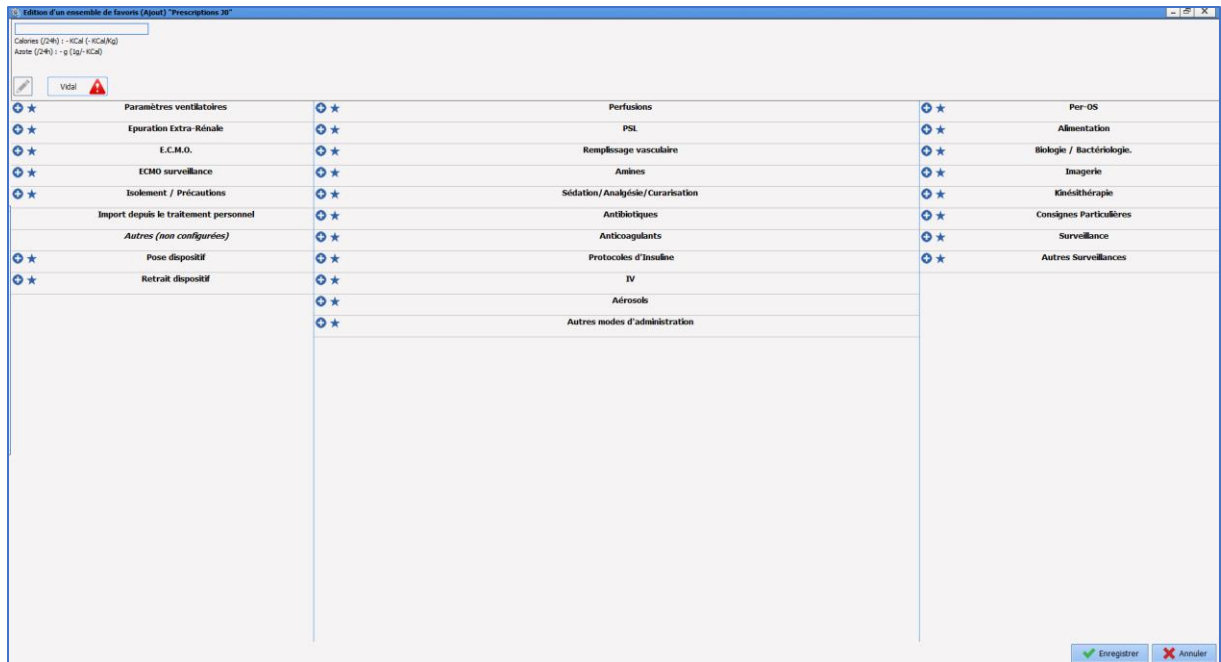 Edition d'un ensemble de favoris (Ajout) "Prescriptions J0"
Calories (/24h) : - KCal (- KCal/Kg)
Azote (/24h) : - g (1g/- KCal)
Vidal
Paramètres ventilatoires
Epuration Extra-Rénale
E.C.M.O.
ECMO surveillance
Isolement / Précautions
Import depuis le traitement personnel
Autres (non configurées)
Pose dispositif
Retrait dispositif
Perfusions
PSL
Remplissage vasculaire
Amines
Sédation/Analgésie/Curarisation
Antibiotiques
Anticoagulants
Protocoles d'Insuline
IV
Aérosols
Autres modes d'administration
Per-OS
Alimentation
Biologie / Bactériologie.
Imagerie
Kinésithérapie
Consignes Particulières
Surveillance
Autres Surveillances
Enregistrer
Annuler